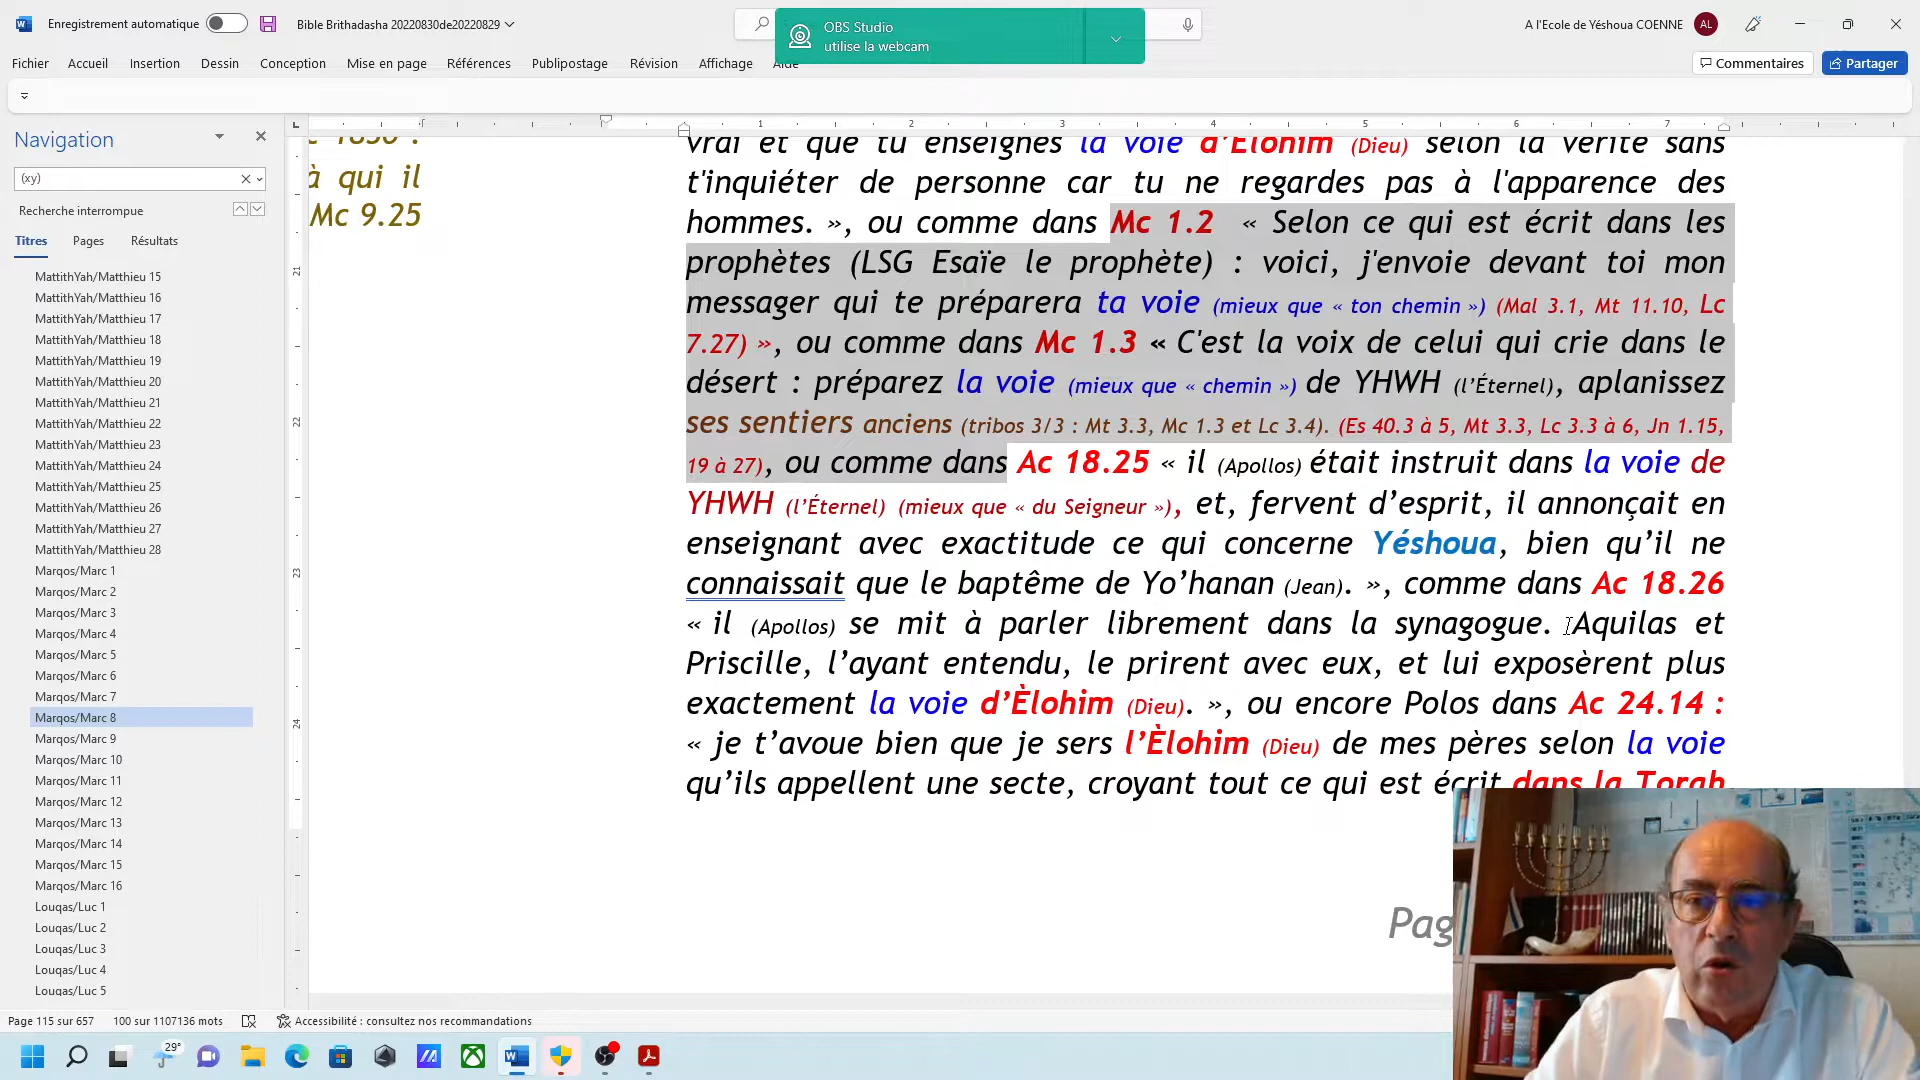 Enregistrement automatique
Bible Brithadasha 20220830de20220829
OBS Studio
utilise la webcam
A l'Ecole de Yéshoua COENNE
AL
Fichier
Accueil
Insertion
Dessin
Conception
Mise en page
Références
Publipostage
Révision
Affichage
Aide
Commentaires
Partager
Navigation
(xy)
Recherche interrompue
Titres
Pages
Résultats
MattithYah/Matthieu 15
MattithYah/Matthieu 16
MattithYah/Matthieu 17
MattithYah/Matthieu 18
MattithYah/Matthieu 19
MattithYah/Matthieu 20
MattithYah/Matthieu 21
MattithYah/Matthieu 22
MattithYah/Matthieu 23
MattithYah/Matthieu 24
MattithYah/Matthieu 25
MattithYah/Matthieu 26
MattithYah/Matthieu 27
MattithYah/Matthieu 28
Marqos/Marc 1
Marqos/Marc 2
Marqos/Marc 3
Marqos/Marc 4
Marqos/Marc 5
Marqos/Marc 6
Marqos/Marc 7
Marqos/Marc 8
Marqos/Marc 9
Marqos/Marc 10
Marqos/Marc 11
Marqos/Marc 12
Marqos/Marc 13
Marqos/Marc 14
Marqos/Marc 15
Marqos/Marc 16
Louqas/Luc 1
Louqas/Luc 2
Louqas/Luc 3
Louqas/Luc 4
Louqas/Luc 5
1 2 3 4 5 6 7
21
22
23
24
à qui il
Mc 9.25
vrai et que tu enseignes la voie d'Èlohim (Dieu) selon la vérité sans
t'inquiéter de personne car tu ne regardes pas à l'apparence des
hommes. », ou comme dans Mc 1.2 « Selon ce qui est écrit dans les
prophètes (LSG Esaïe le prophète) : voici, j'envoie devant toi mon
messager qui te préparera ta voie (mieux que « ton chemin ») (Mal 3.1, Mt 11.10, Lc
7.27) », ou comme dans Mc 1.3 « C'est la voix de celui qui crie dans le
désert : préparez la voie (mieux que « chemin ») de YHWH (l’Éternel), aplanissez
ses sentiers anciens (tribos 3/3 : Mt 3.3, Mc 1.3 et Lc 3.4). (Es 40.3 à 5, Mt 3.3, Lc 3.3 à 6, Jn 1.15,
19 à 27), ou comme dans Ac 18.25 « il (Apollos) était instruit dans la voie de
YHWH (l’Éternel) (mieux que « du Seigneur »), et, fervent d’esprit, il annonçait en
enseignant avec exactitude ce qui concerne Yéshoua, bien qu’il ne
connaissait que le baptême de Yo’hanan (Jean). », comme dans Ac 18.26
« il (Apollos) se mit à parler librement dans la synagogue. Aquilas et
Priscille, l’ayant entendu, le prirent avec eux, et lui exposèrent plus
exactement la voie d’Èlohim (Dieu). », ou encore Polos dans Ac 24.14 :
« je t’avoue bien que je sers l’Èlohim (Dieu) de mes pères selon la voie
qu’ils appellent une secte, croyant tout ce qui est écrit dans la Torah
Pag
Page 115 sur 657
100 sur 1107136 mots
Accessibilité : consultez nos recommandations
29°